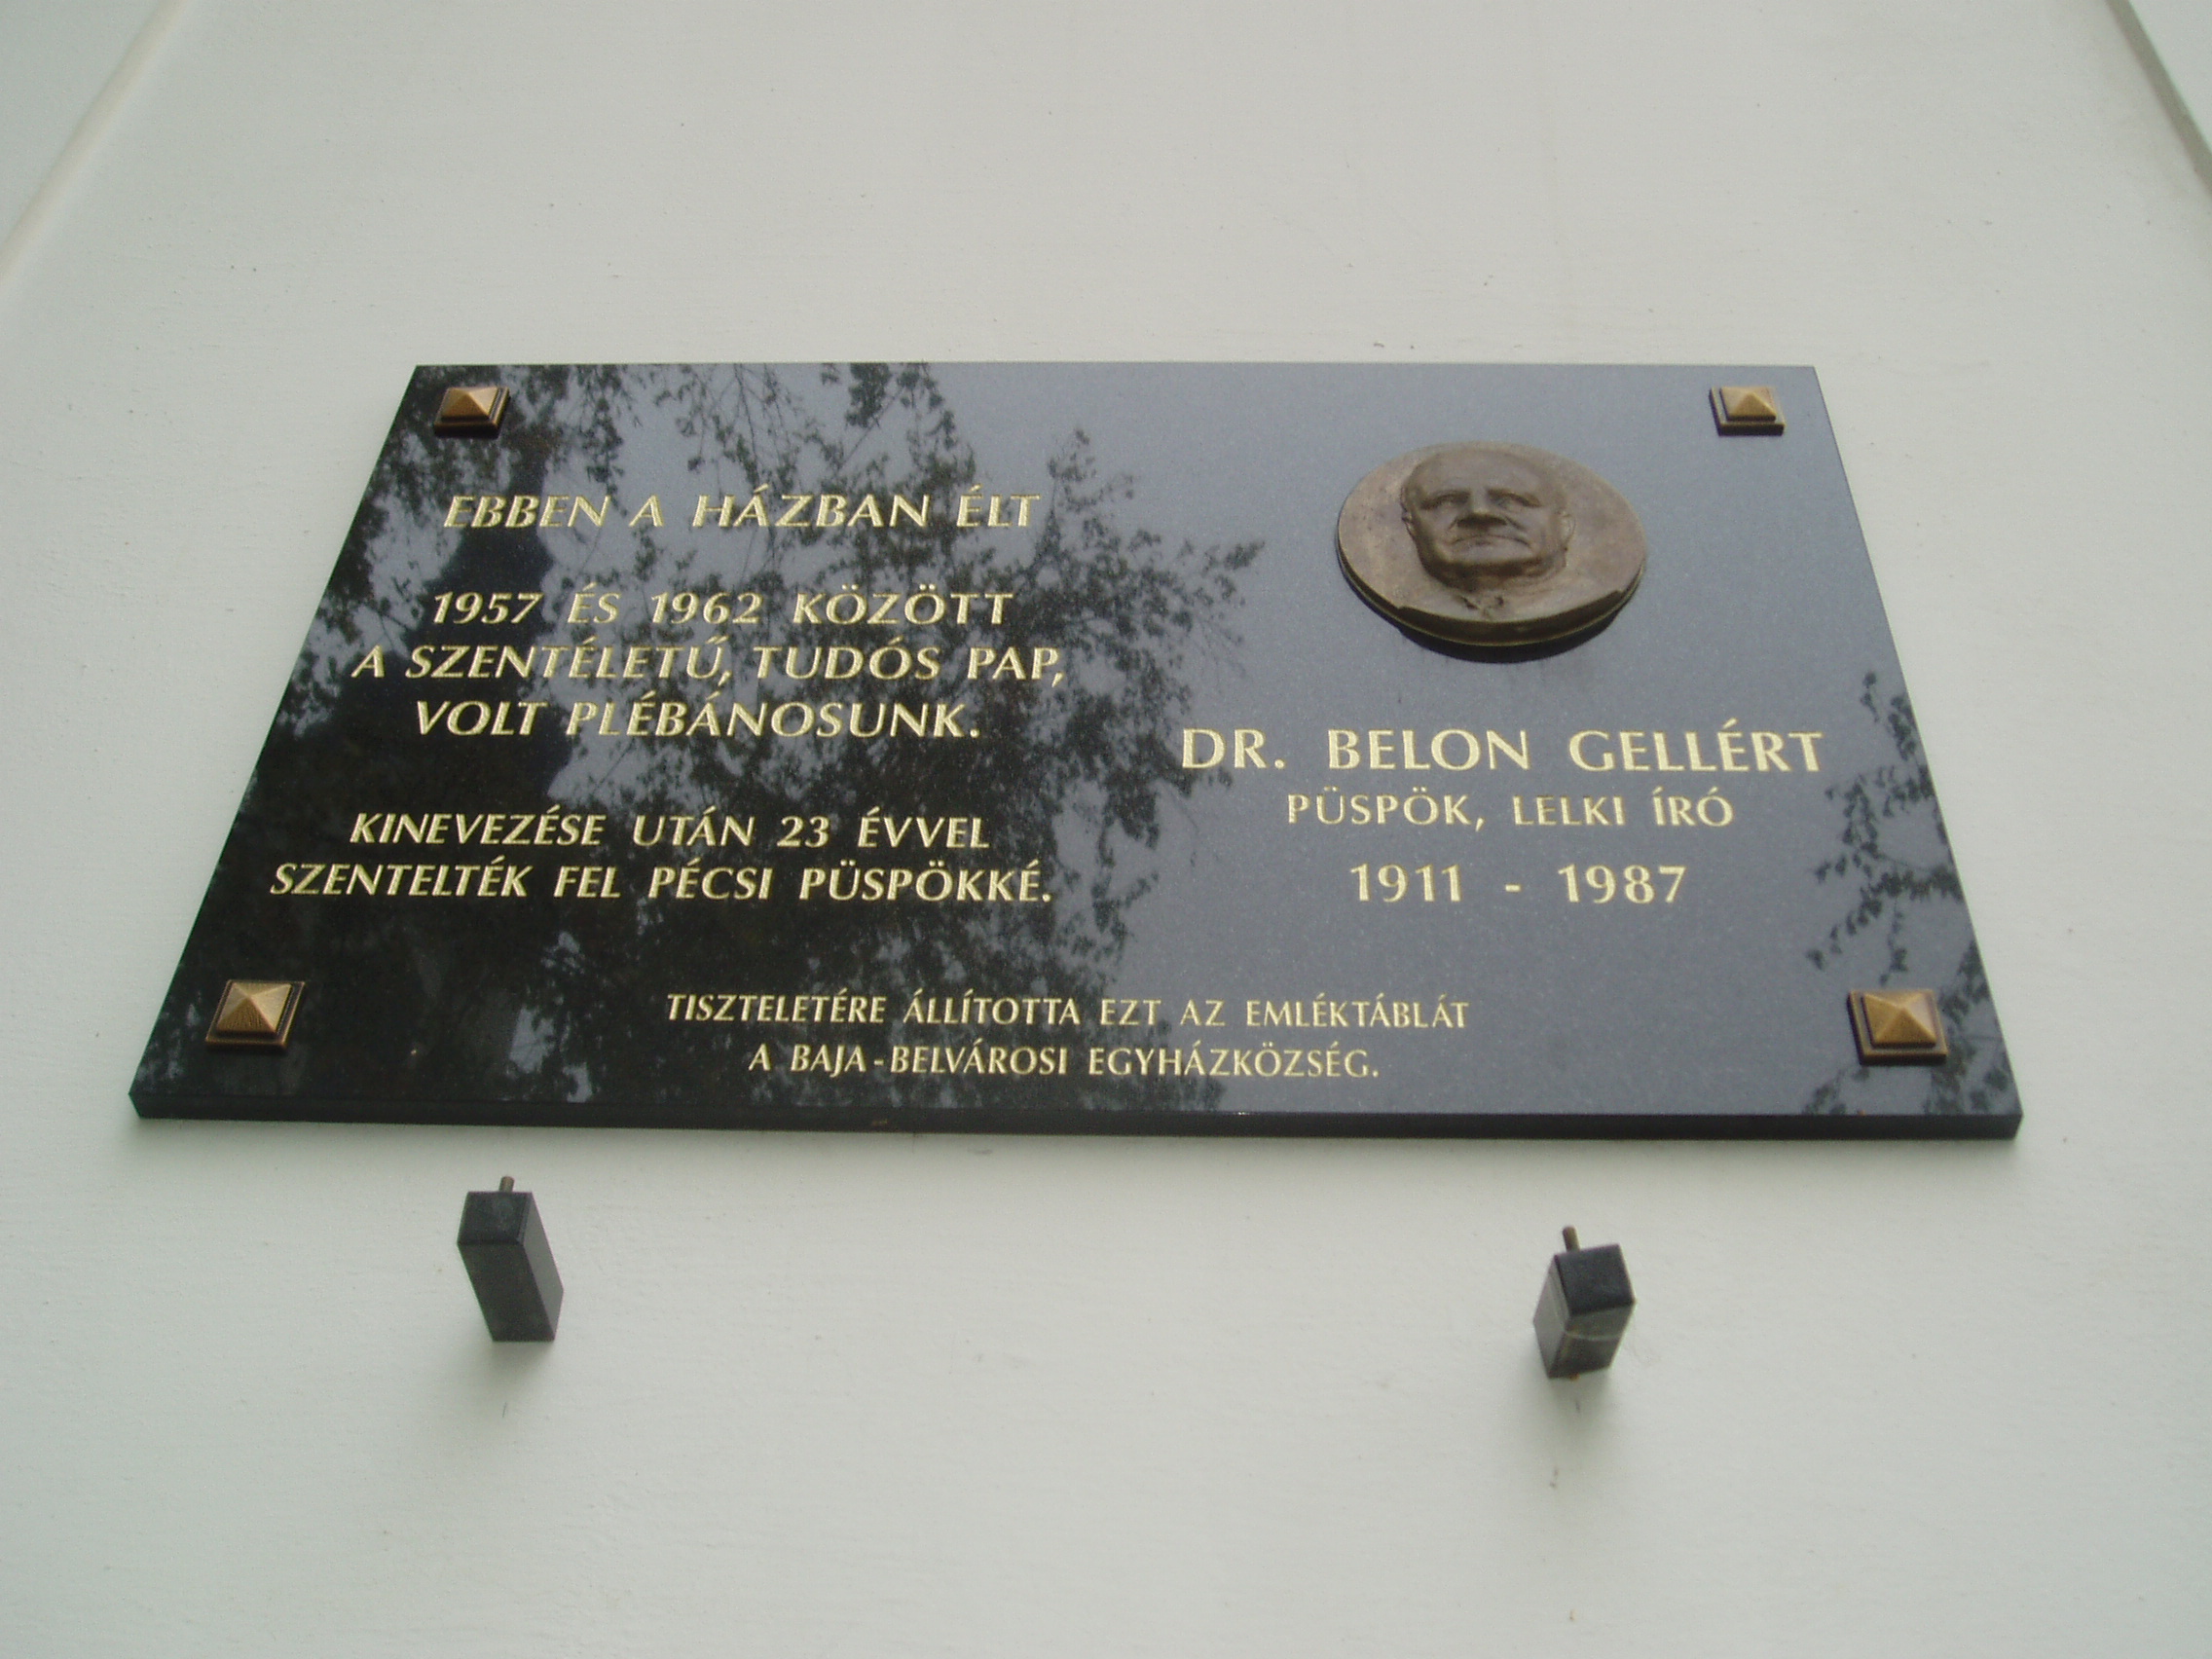 EBBEN A HÁZBAN ÉLT
1957 ÉS 1962 KÖZÖTT
A SZENTÉLETŰ, TUDÓS PAP,
VOLT PLÉBÁNOSUNK.
KINEVEZÉSE UTÁN 23 ÉVVEL
SZENTELTÉK FEL PÉCSI PÜSPÖKKÉ.
DR. BELON GELLÉRT
PÜSPÖK, LELKI ÍRÓ
1911 - 1987
TISZTELETÉRE ÁLLÍTOTTA EZT AZ EMLÉKTÁBLÁT
A BAJA-BELVÁROSI EGYHÁZKÖZSÉG.